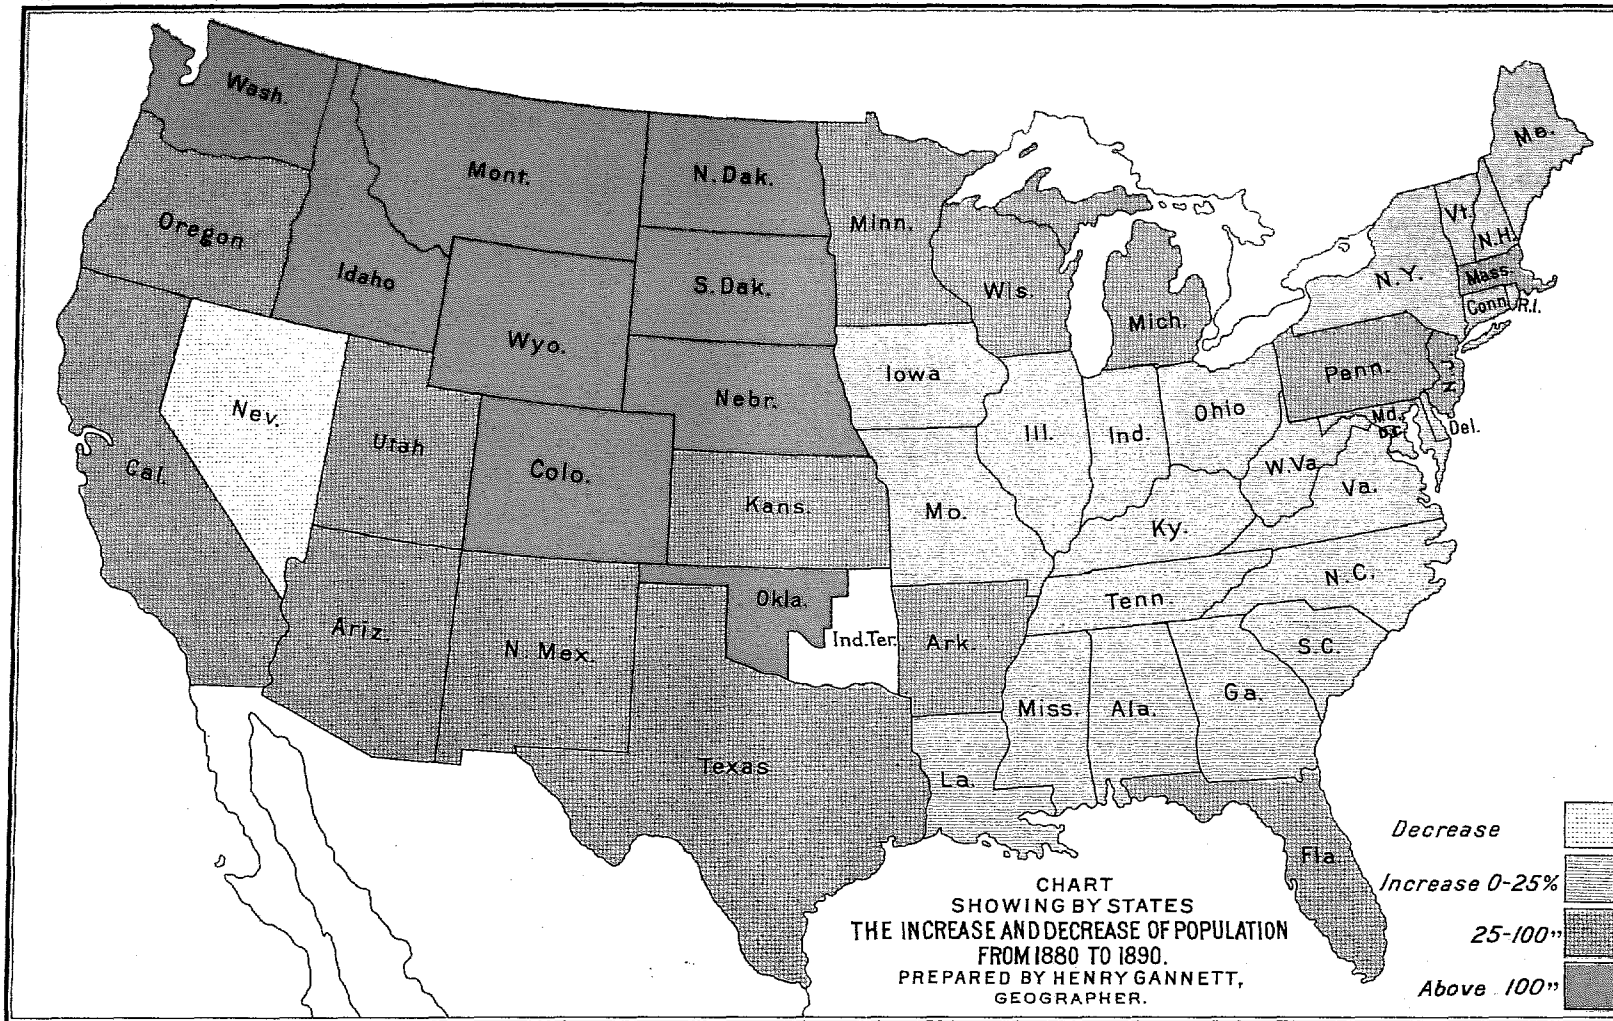 Wash.
Mont.
N. Dak.
Minn.
Me.
Oregon
Idaho
S. Dak.
Wis.
Mich.
N.Y.
Vt.
N.H.
Mass.
Conn.
R.I.
Wyo.
Nebr.
Iowa
Penn.
N.J.
Nev.
Utah
Colo.
Kans.
Mo.
Ill.
Ind.
Ohio
Md.
D.C.
Del.
W.Va.
Va.
Ky.
Cal.
Ariz.
N. Mex.
Okla.
Ind.Ter.
Ark.
Tenn.
N.C.
S.C.
Texas
La.
Miss.
Ala.
Ga.
Fla.
CHART
SHOWING BY STATES
THE INCREASE AND DECREASE OF POPULATION
FROM 1880 TO 1890.
PREPARED BY HENRY GANNETT,
GEOGRAPHER.
Decrease
Increase 0-25%
25-100"
Above 100"